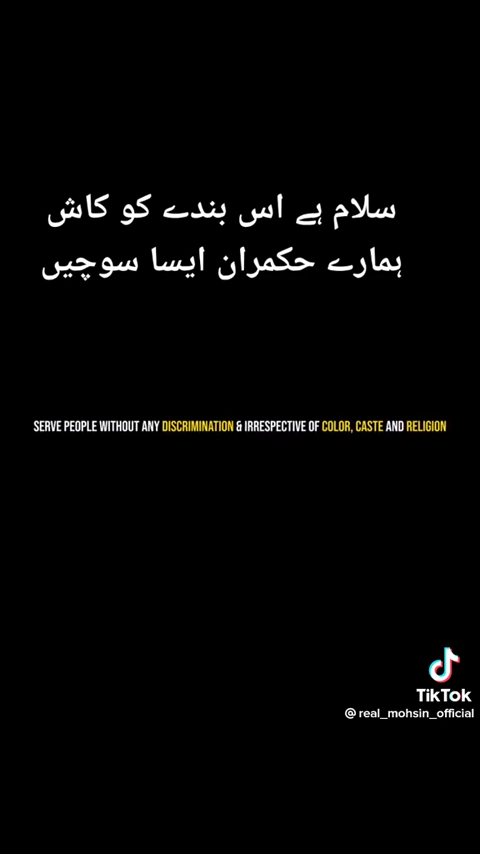 سلام ہے اس بندے کو کاش
ہمارے حکمران ایسا سوچیں
SERVE PEOPLE WITHOUT ANY DISCRIMINATION & IRRESPECTIVE OF COLOR, CASTE AND RELIGION
TikTok
@real_mohsin_official